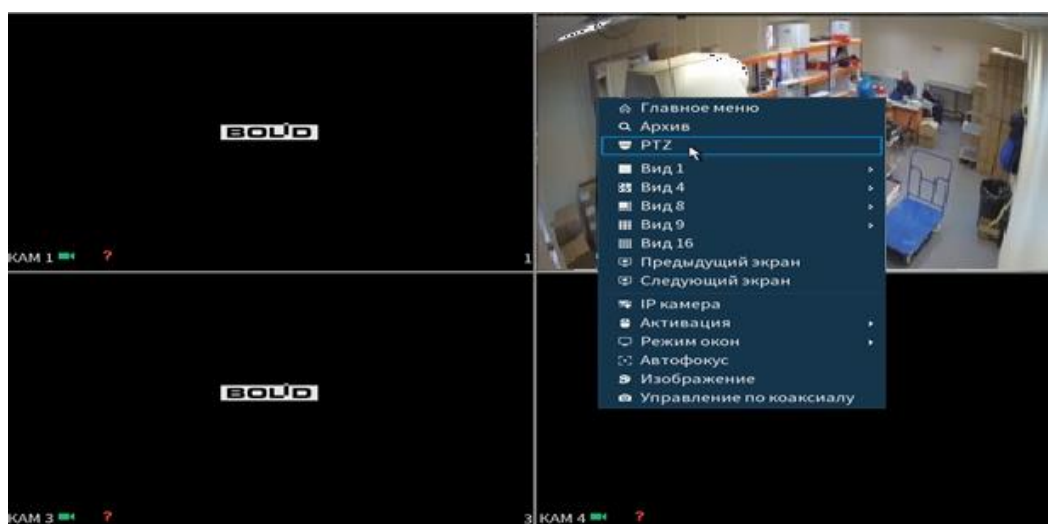 BOLID
КАМ 1 ?
1
Главное меню
Архив
PTZ
Вид 1
Вид 4
Вид 8
Вид 9
Вид 16
Предыдущий экран
Следующий экран
IP камера
Активация
Режим окон
Автофокус
Изображение
Управление по коаксиалу
BOLID
КАМ 3 ?
3
КАМ 4 ?